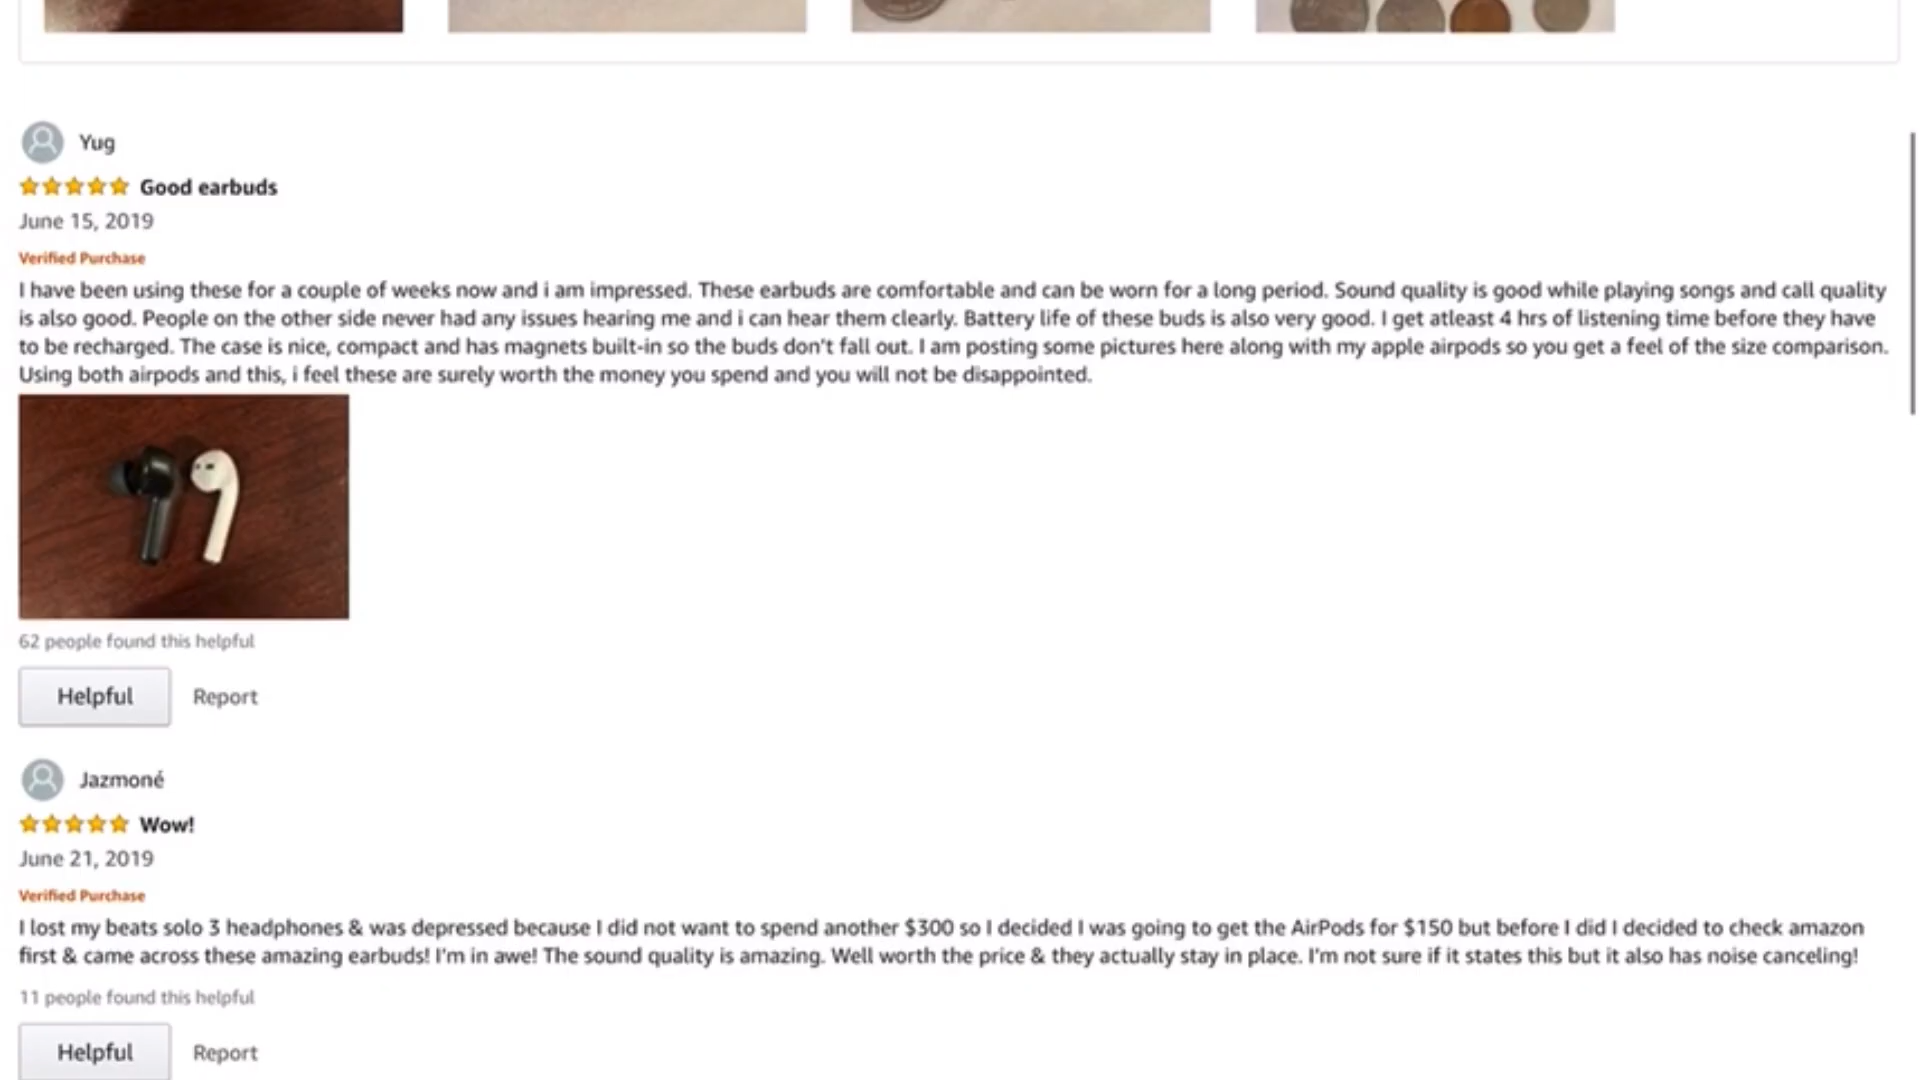 Yug
Good earbuds
June 15, 2019
Verified Purchase
I have been using these for a couple of weeks now and i am impressed. These earbuds are comfortable and can be worn for a long period. Sound quality is good while playing songs and call quality
is also good. People on the other side never had any issues hearing me and i can hear them clearly. Battery life of these buds is also very good. I get atleast 4 hrs of listening time before they have
to be recharged. The case is nice, compact and has magnets built-in so the buds don't fall out. I am posting some pictures here along with my apple airpods so you get a feel of the size comparison.
Using both airpods and this, i feel these are surely worth the money you spend and you will not be disappointed.
62 people found this helpful
Helpful Report
Jazmoné
Wow!
June 21, 2019
Verified Purchase
I lost my beats solo 3 headphones & was depressed because I did not want to spend another $300 so I decided I was going to get the AirPods for $150 but before I did I decided to check amazon
first & came across these amazing earbuds! I'm in awe! The sound quality is amazing. Well worth the price & they actually stay in place. I'm not sure if it states this but it also has noise canceling!
11 people found this helpful
Helpful Report